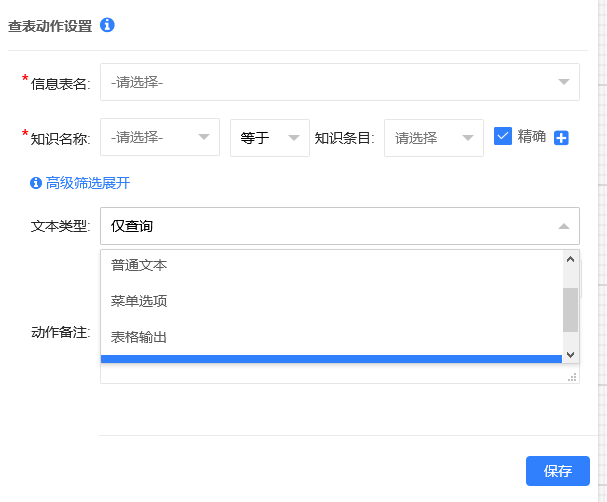 查表动作设置
*信息表名: -请选择-
*知识名称: -请选择- 等于 知识条目: 请选择 精确
高级筛选展开
文本类型: 仅查询
普通文本
菜单选项
表格输出
动作备注:
保存